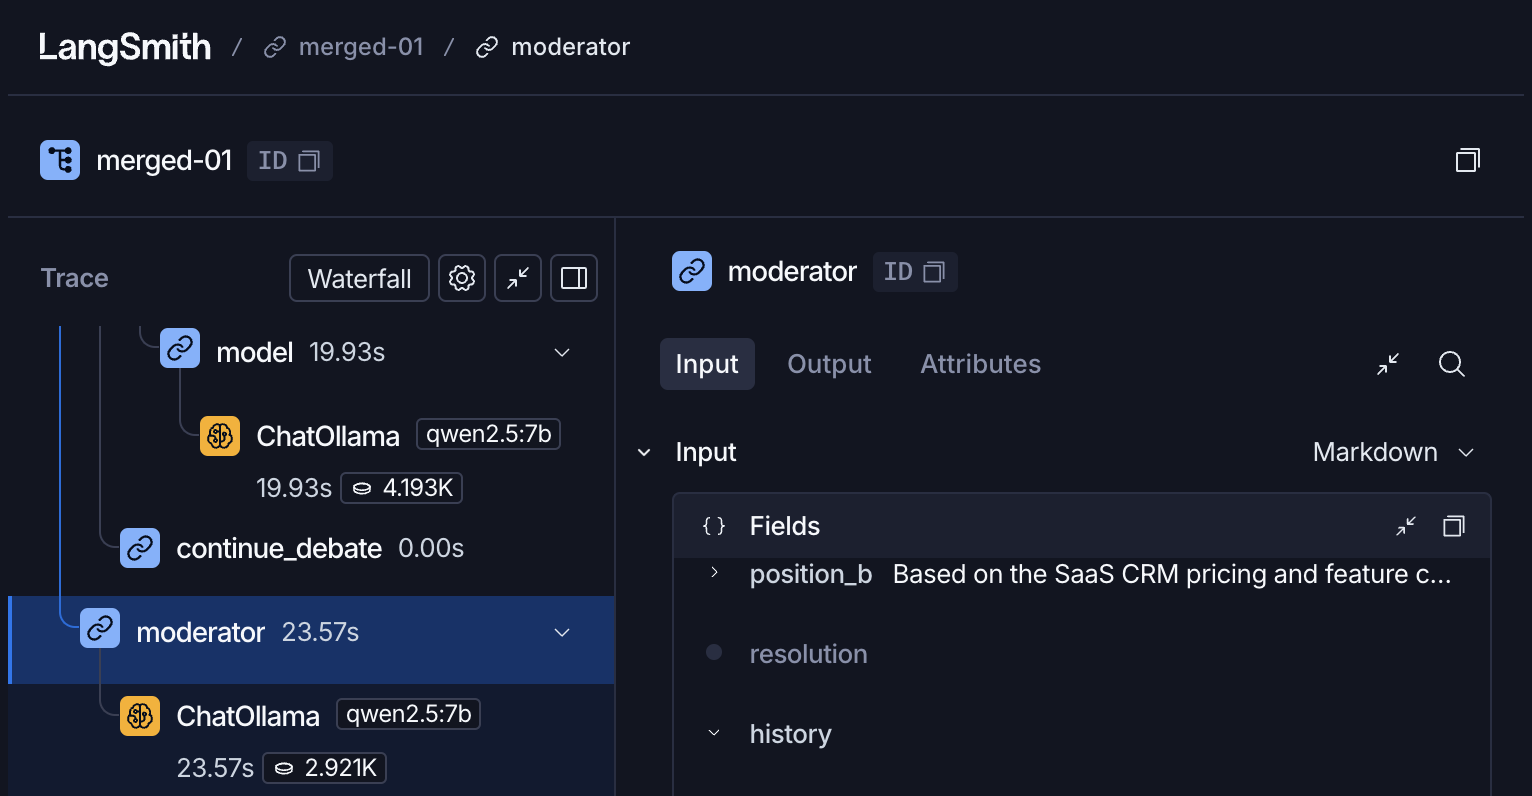 LangSmith / merged-01 / moderator
merged-01 ID
Trace Waterfall
model 19.93s
ChatOllama qwen2.5:7b
19.93s 4.193K
continue_debate 0.00s
moderator 23.57s
ChatOllama qwen2.5:7b
23.57s 2.921K
moderator ID
Input Output Attributes
Input Markdown
{} Fields
position_b Based on the SaaS CRM pricing and feature c...
resolution
history